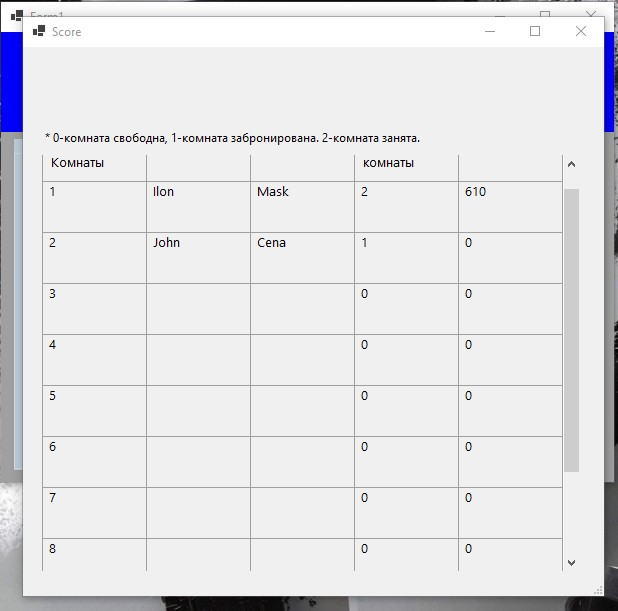 Form1
Score
* 0-комната свободна, 1-комната забронирована. 2-комната занята.
Комнаты комнаты
1 Ilon Mask 2 610
2 John Cena 1 0
3 0 0
4 0 0
5 0 0
6 0 0
7 0 0
8 0 0